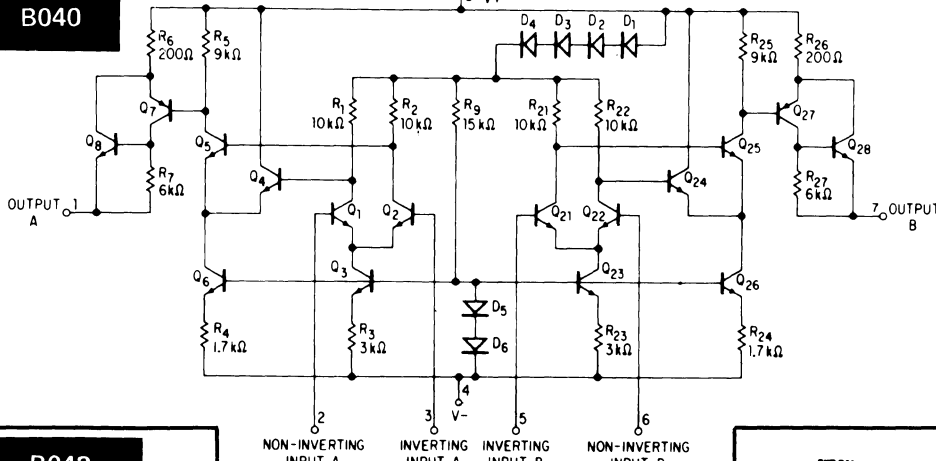 B040
R6
200Ω
R5
9kΩ
D4 D3 D2 D1
R25
9kΩ
R26
200Ω
Q7
Q8
Q5
R1
10kΩ
R2
10kΩ
R9
15kΩ
R21
10kΩ
R22
10kΩ
Q27
Q28
Q25
R7
6kΩ
Q4
Q24
R27
6kΩ
OUTPUT 1
A
Q1 Q2
Q21 Q22
7 OUTPUT
B
Q6
Q3
Q23
Q26
D5
D6
R4
1.7kΩ
R3
3kΩ
R23
3kΩ
R24
1.7kΩ
4
V-
2 3 5 6
NON-INVERTING INVERTING INVERTING NON-INVERTING